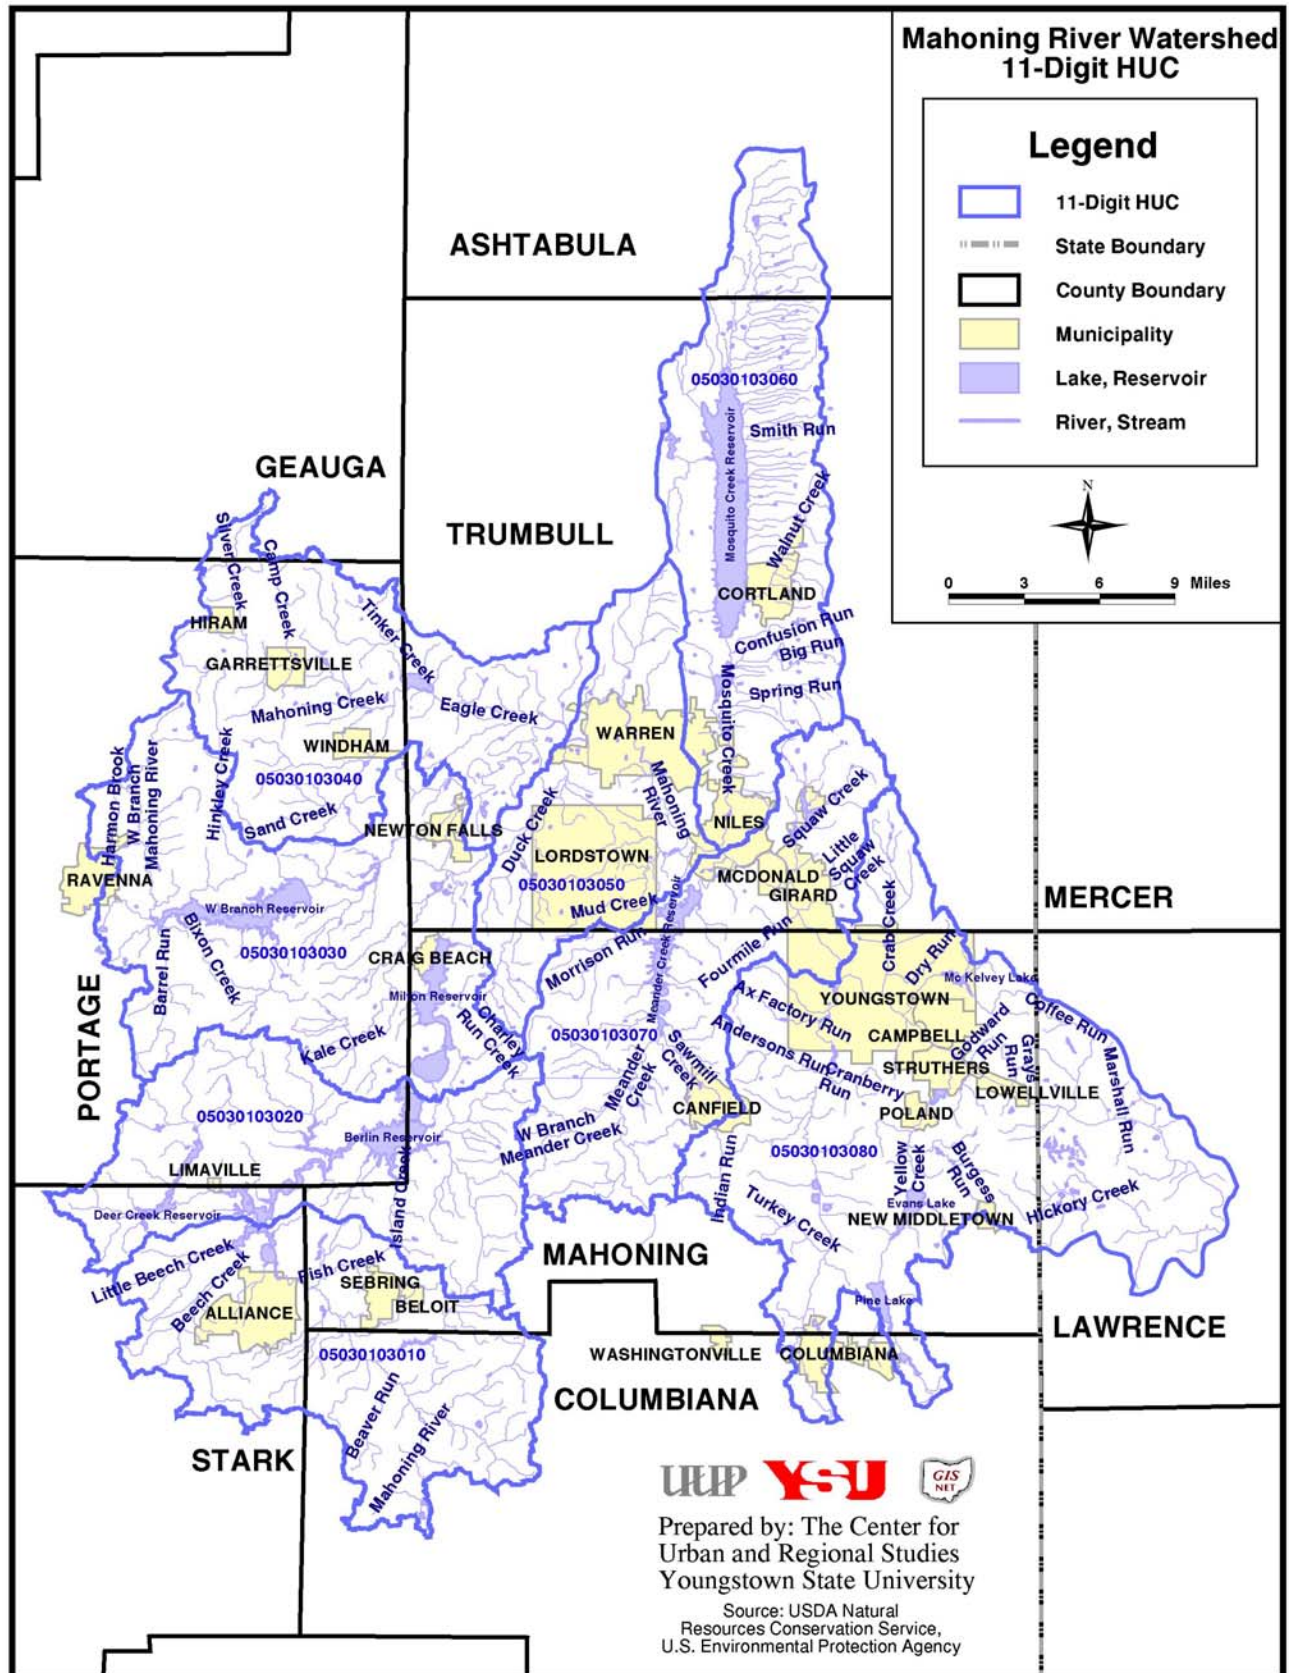 Mahoning River Watershed
11-Digit HUC
Legend
11-Digit HUC
State Boundary
County Boundary
Municipality
Lake, Reservoir
River, Stream
N
0 3 6 9 Miles
ASHTABULA
05030103060
Mosquito Creek Reservoir
Smith Run
GEAUGA
TRUMBULL
Walnut Creek
Silver Creek
Camp Creek
CORTLAND
HIRAM
Tinker Creek
Confusion Run
Big Run
GARRETTSVILLE
Spring Run
Mahoning Creek
Eagle Creek
Mosquito Creek
WARREN
WINDHAM
05030103040
Harmon Brook
W Branch
Mahoning River
Hinkley Creek
Sand Creek
Mahoning
River
Squaw Creek
NEWTON FALLS
Duck Creek
NILES
Little
Squaw
Creek
LORDSTOWN
RAVENNA
05030103050
MCDONALD
GIRARD
MERCER
Mud Creek
W Branch Reservoir
Bixon Creek
Barrel Run
05030103030
CRAIG BEACH
Morrison Run
Meander Creek Reservoir
Fourmile Run
Crab Creek
Dry Run
Mc Kelvey Lake
PORTAGE
Milton Reservoir
Ax Factory Run
YOUNGSTOWN
Coffee Run
Kale Creek
Charley
Run Creek
05030103070
Andersons Run
CAMPBELL
Godward
Run
Grays
Run
Marshall Run
Sawmill
Creek
STRUTHERS
Cranberry
Run
LOWELLVILLE
Meander
Creek
CANFIELD
POLAND
05030103020
Berlin Reservoir
W Branch
Meander Creek
05030103080
Yellow
Creek
Burgess
Run
LIMAVILLE
Island Creek
Indian Run
Turkey Creek
Evans Lake
NEW MIDDLETOWN
Hickory Creek
Deer Creek Reservoir
Little Beech Creek
Beech Creek
Fish Creek
MAHONING
SEBRING
BELOIT
ALLIANCE
Pine Lake
LAWRENCE
05030103010
WASHINGTONVILLE
COLUMBIANA
COLUMBIANA
Beaver Run
Mahoning River
STARK
UUP YSU GIS
NET
Prepared by: The Center for
Urban and Regional Studies
Youngstown State University
Source: USDA Natural
Resources Conservation Service,
U.S. Environmental Protection Agency